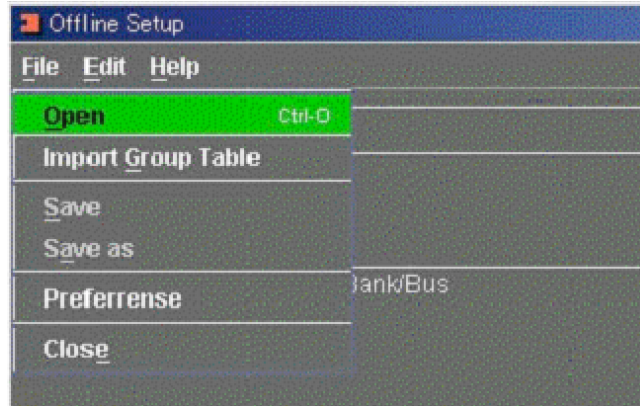 Offline Setup
File Edit Help
Open Ctrl-O
Import Group Table
Save
Save as
Preferrense
Bank/Bus
Close